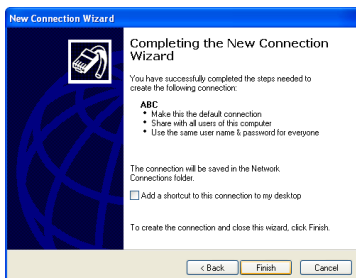 New Connection Wizard
Completing the New Connection
Wizard
You have successfully completed the steps needed to
create the following connection:
ABC
• Make this the default connection
• Share with all users of this computer
• Use the same user name & password for everyone
The connection will be saved in the Network
Connections folder.
Add a shortcut to this connection to my desktop
To create the connection and close this wizard, click Finish.
< Back Finish Cancel